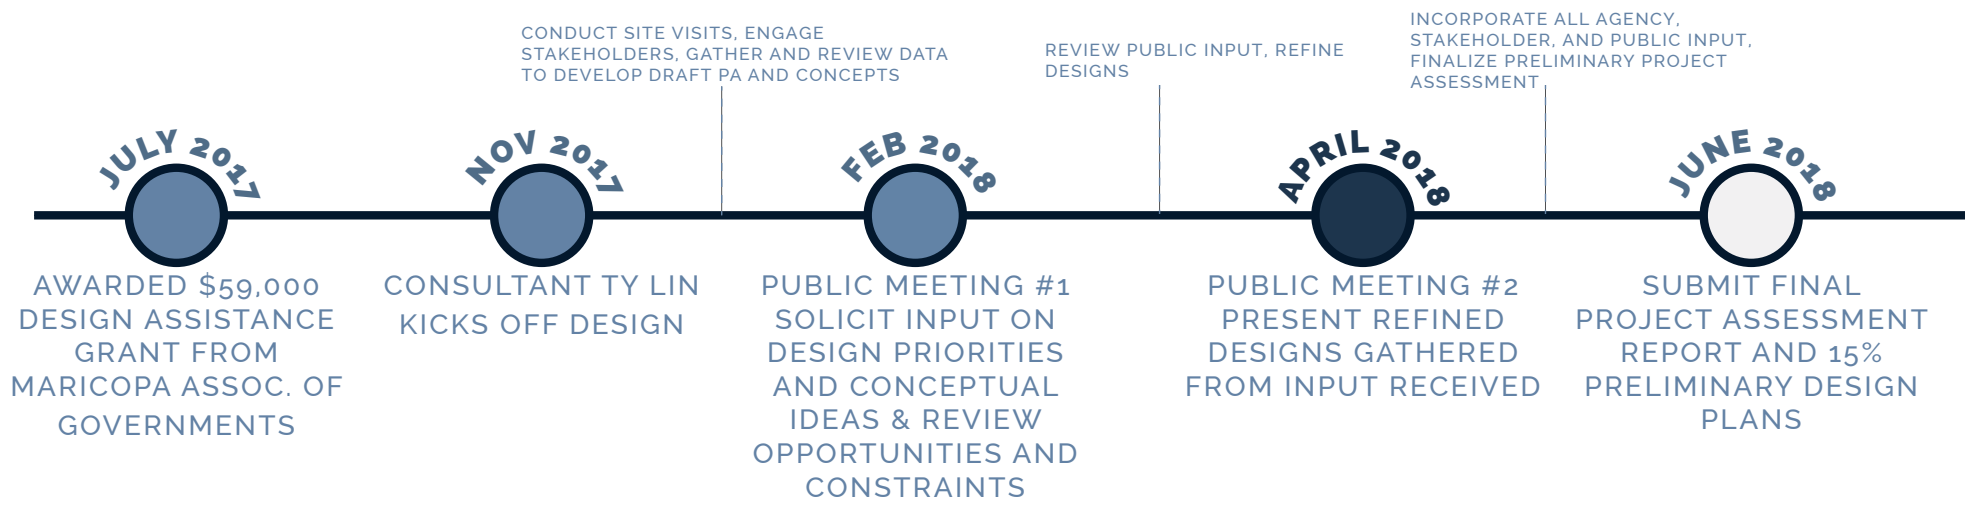 CONDUCT SITE VISITS, ENGAGE
STAKEHOLDERS, GATHER AND REVIEW DATA
TO DEVELOP DRAFT PA AND CONCEPTS
REVIEW PUBLIC INPUT, REFINE
DESIGNS
INCORPORATE ALL AGENCY,
STAKEHOLDER, AND PUBLIC INPUT,
FINALIZE PRELIMINARY PROJECT
ASSESSMENT
JULY 2017
AWARDED $59,000
DESIGN ASSISTANCE
GRANT FROM
MARICOPA ASSOC. OF
GOVERNMENTS
NOV 2017
CONSULTANT TY LIN
KICKS OFF DESIGN
FEB 2018
PUBLIC MEETING #1
SOLICIT INPUT ON
DESIGN PRIORITIES
AND CONCEPTUAL
IDEAS & REVIEW
OPPORTUNITIES AND
CONSTRAINTS
APRIL 2018
PUBLIC MEETING #2
PRESENT REFINED
DESIGNS GATHERED
FROM INPUT RECEIVED
JUNE 2018
SUBMIT FINAL
PROJECT ASSESSMENT
REPORT AND 15%
PRELIMINARY DESIGN
PLANS